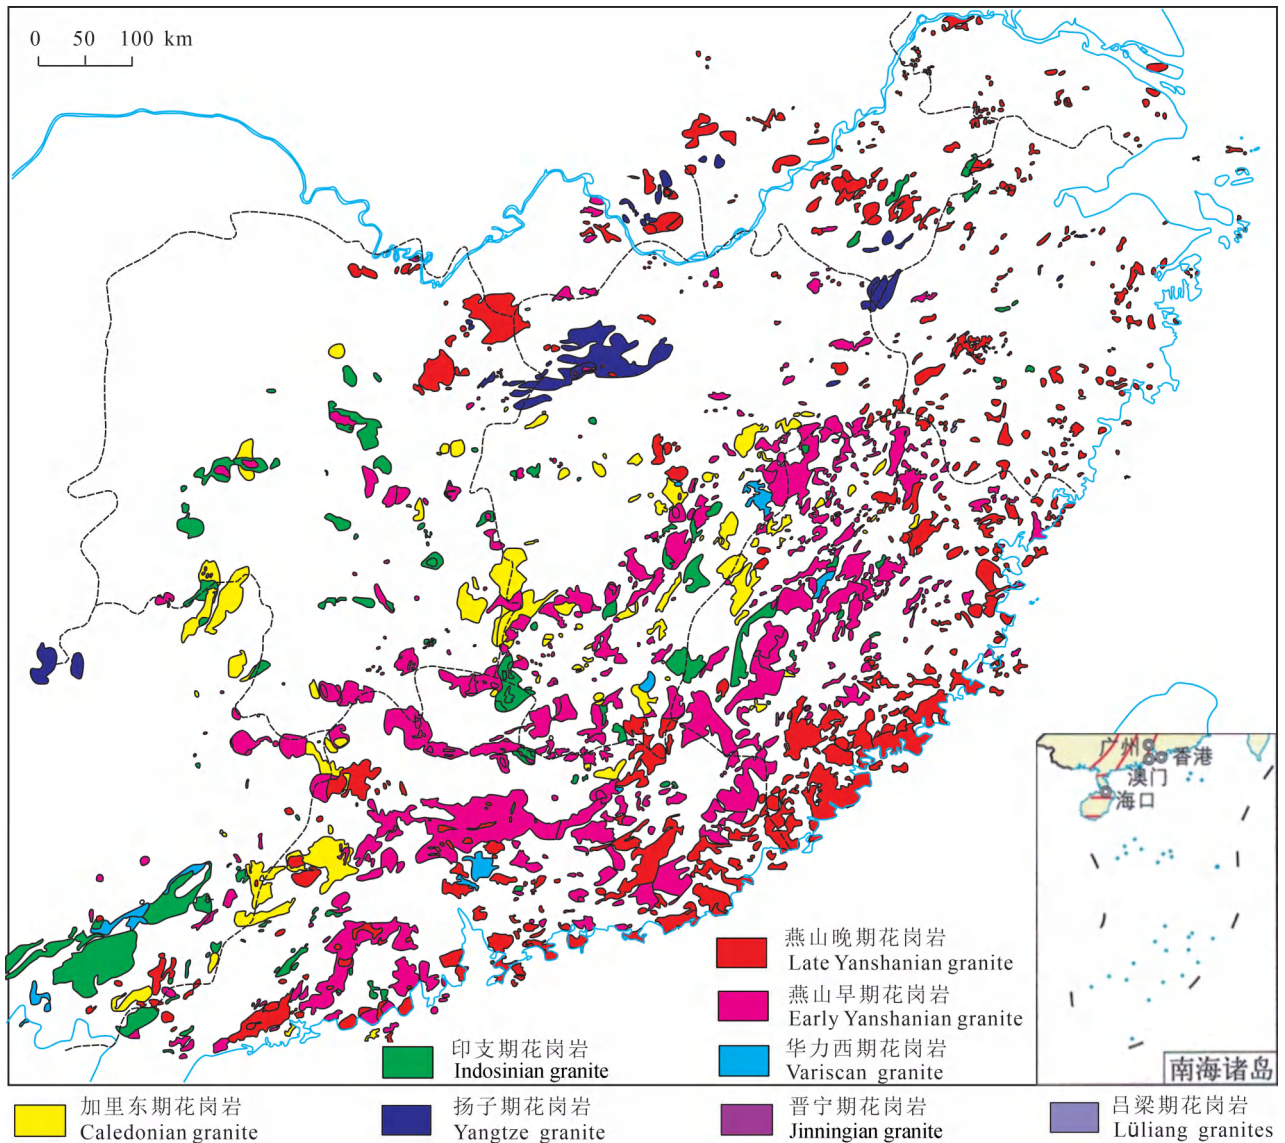 0 50 100 km
广州
香港
澳门
海口
南海诸岛
燕山晚期花岗岩
Late Yanshanian granite
燕山早期花岗岩
Early Yanshanian granite
印支期花岗岩
Indosinian granite
华力西期花岗岩
Variscan granite
加里东期花岗岩
Caledonian granite
扬子期花岗岩
Yangtze granite
晋宁期花岗岩
Jinningian granite
吕梁期花岗岩
Lüliang granites